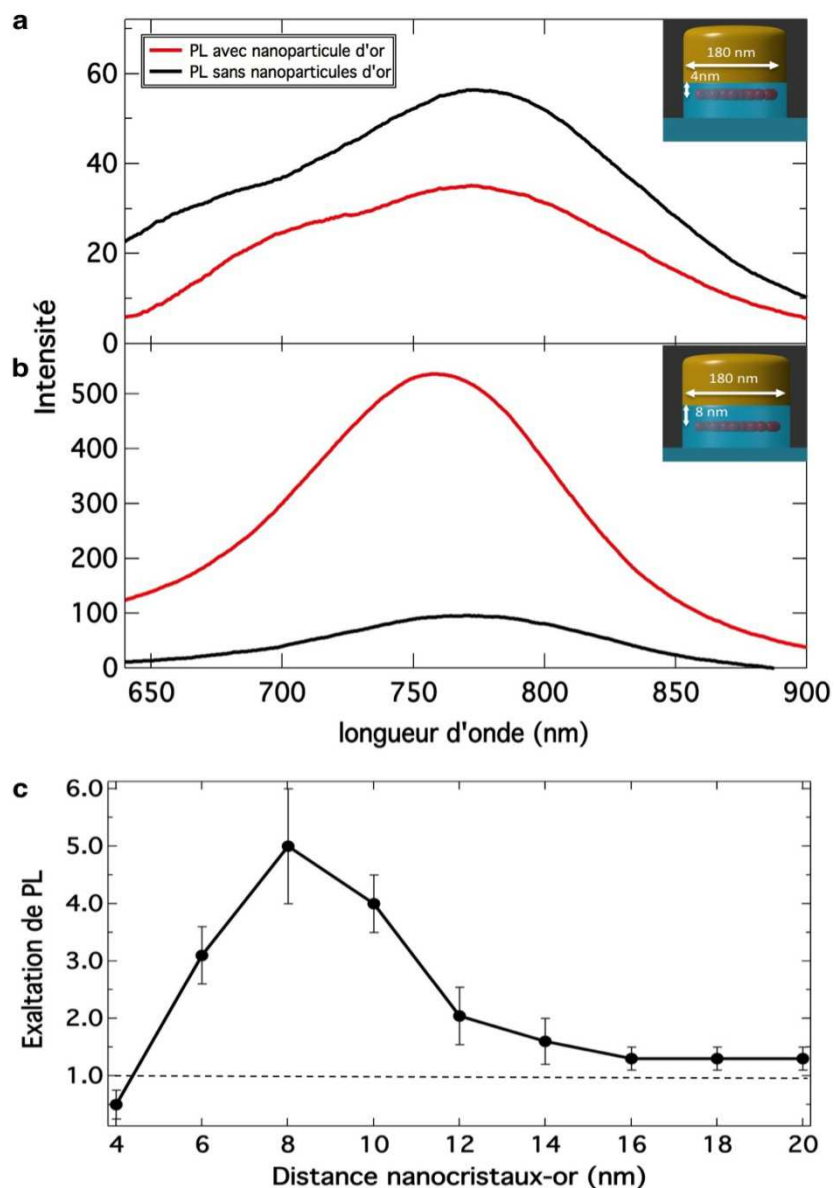 a
PL avec nanoparticule d'or
PL sans nanoparticules d'or
180 nm
4nm
60
40
20
0
Intensité
b
180 nm
8 nm
500
400
300
200
100
0
650 700 750 800 850 900
longueur d'onde (nm)
c
6.0
5.0
4.0
3.0
2.0
1.0
Exaltation de PL
4 6 8 10 12 14 16 18 20
Distance nanocristaux-or (nm)